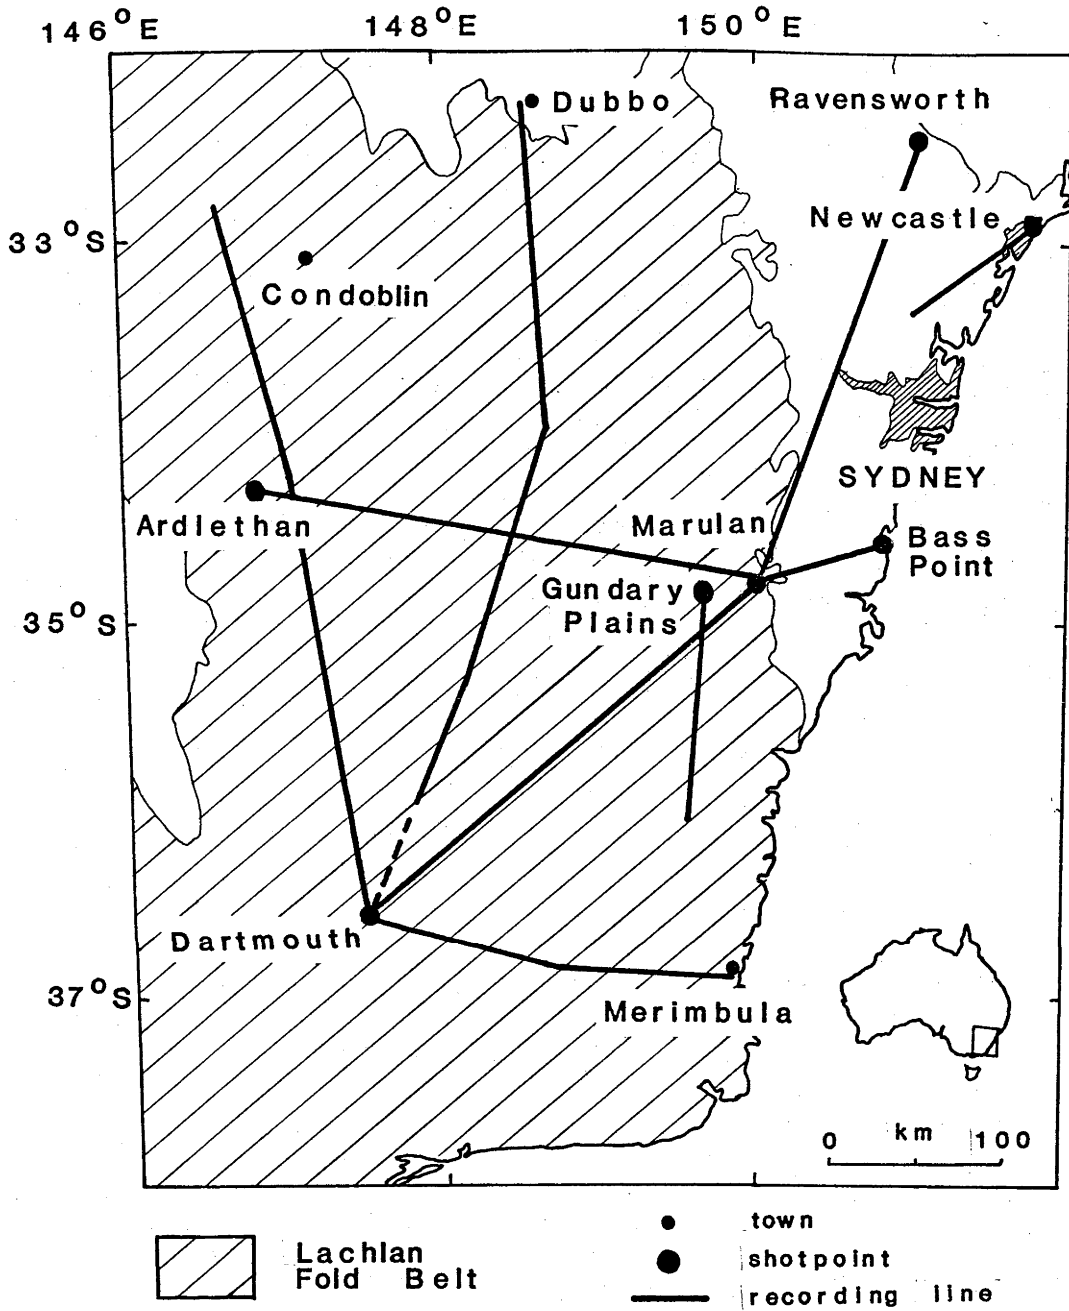 146°E 148°E 150°E
Dubbo
Ravensworth
Newcastle
33°S
Condoblin
SYDNEY
Ardlethan
Marulan
Bass
Point
Gundary
Plains
35°S
Dartmouth
37°S
Merimbula
0 km 100
Lachlan
Fold Belt
town
shotpoint
recording line